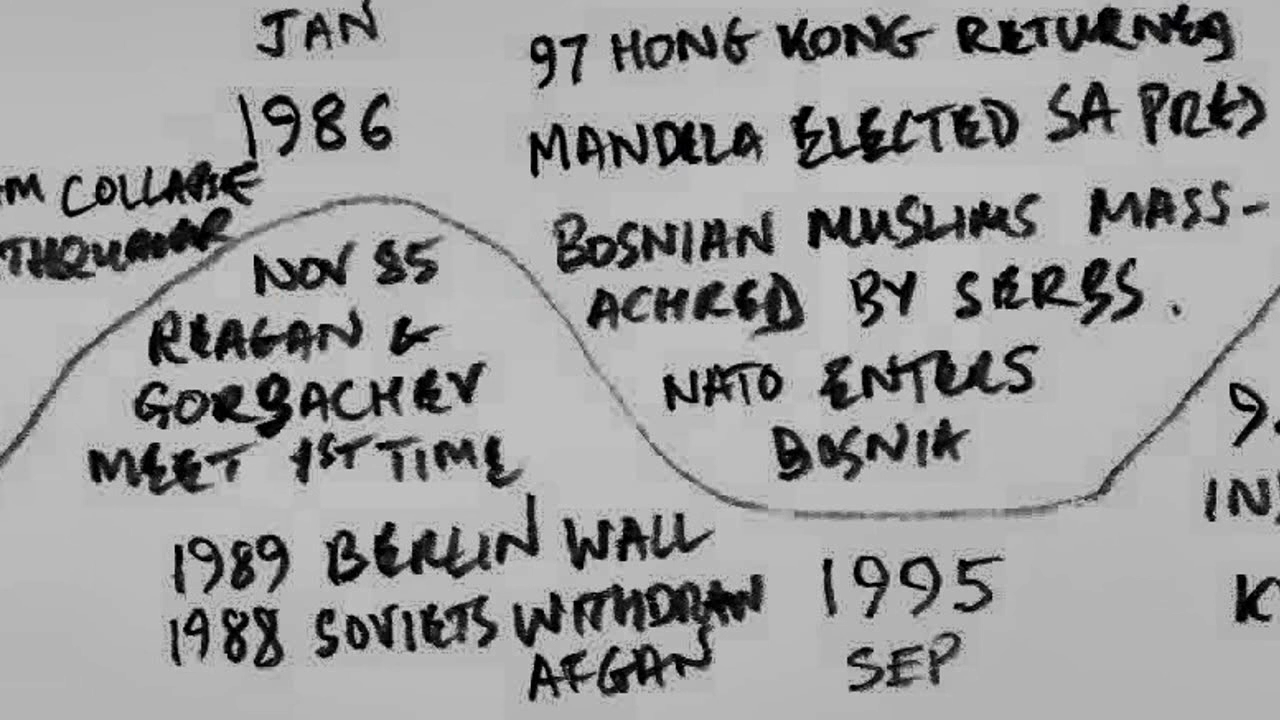 JAN
1986
COLLAPSE
NOV 85
REAGAN &
GORBACHEV
MEET 1ST TIME
1989 BERLIN WALL
1988 SOVIETS WITHDRAW
AFGAN
97 HONG KONG RETURNED
MANDELA ELECTED SA PRES
BOSNIAN MUSLIMS MASS-
ACHRED BY SERBS.
NATO ENTERS
BOSNIA
1995
SEP